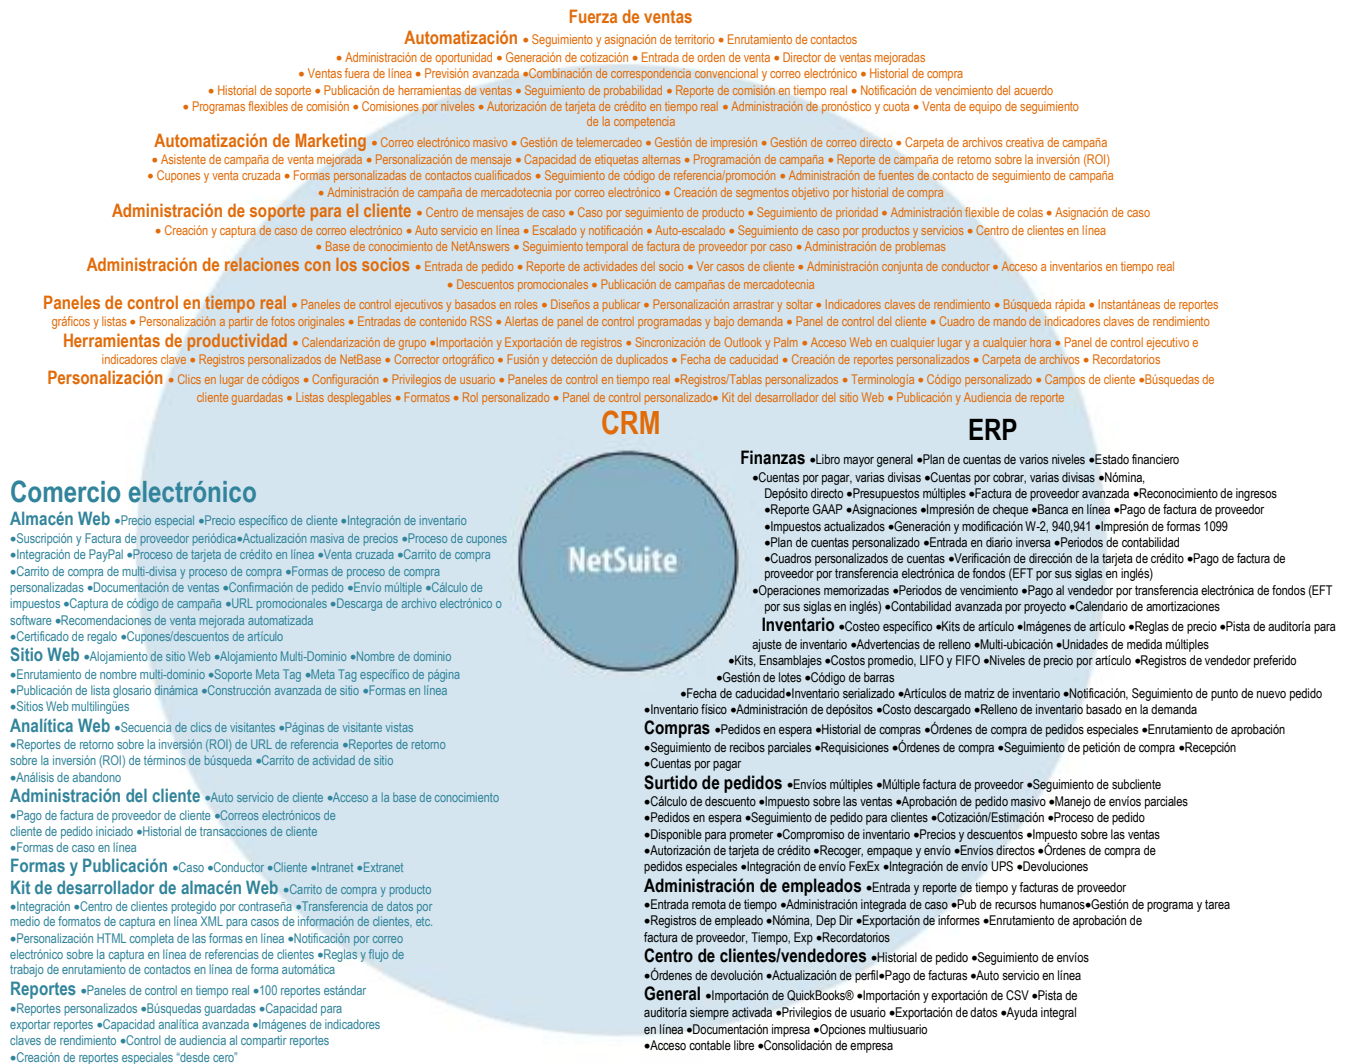 Fuerza de ventas
Automatización • Seguimiento y asignación de territorio • Enrutamiento de contactos
• Administración de oportunidad • Generación de cotización • Entrada de orden de venta • Director de ventas mejoradas
• Ventas fuera de línea • Previsión avanzada •Combinación de correspondencia convencional y correo electrónico • Historial de compra
• Historial de soporte • Publicación de herramientas de ventas • Seguimiento de probabilidad • Reporte de comisión en tiempo real • Notificación de vencimiento del acuerdo
• Programas flexibles de comisión • Comisiones por niveles • Autorización de tarjeta de crédito en tiempo real • Administración de pronóstico y cuota • Venta de equipo de seguimiento
de la competencia
Automatización de Marketing • Correo electrónico masivo • Gestión de telemercadeo • Gestión de impresión • Gestión de correo directo • Carpeta de archivos creativa de campaña
• Asistente de campaña de venta mejorada • Personalización de mensaje • Capacidad de etiquetas alternas • Programación de campaña • Reporte de campaña de retorno sobre la inversión (ROI)
• Cupones y venta cruzada • Formas personalizadas de contactos cualificados • Seguimiento de código de referencia/promoción • Administración de fuentes de contacto de seguimiento de campaña
• Administración de campaña de mercadotecnia por correo electrónico • Creación de segmentos objetivo por historial de compra
Administración de soporte para el cliente • Centro de mensajes de caso • Caso por seguimiento de producto • Seguimiento de prioridad • Administración flexible de colas • Asignación de caso
• Creación y captura de caso de correo electrónico • Auto servicio en línea • Escalado y notificación • Auto-escalado • Seguimiento de caso por productos y servicios • Centro de clientes en línea
• Base de conocimiento de NetAnswers • Seguimiento temporal de factura de proveedor por caso • Administración de problemas
Administración de relaciones con los socios • Entrada de pedido • Reporte de actividades del socio • Ver casos de cliente • Administración conjunta de conductor • Acceso a inventarios en tiempo real
• Descuentos promocionales • Publicación de campañas de mercadotecnia
Paneles de control en tiempo real • Paneles de control ejecutivos y basados en roles • Diseños a publicar • Personalización arrastrar y soltar • Indicadores claves de rendimiento • Búsqueda rápida • Instantáneas de reportes
gráficos y listas • Personalización a partir de fotos originales • Entradas de contenido RSS • Alertas de panel de control programadas y bajo demanda • Panel de control del cliente • Cuadro de mando de indicadores claves de rendimiento
Herramientas de productividad • Calendarización de grupo •Importación y Exportación de registros • Sincronización de Outlook y Palm • Acceso Web en cualquier lugar y a cualquier hora • Panel de control ejecutivo e
indicadores clave • Registros personalizados de NetBase • Corrector ortográfico • Fusión y detección de duplicados • Fecha de caducidad • Creación de reportes personalizados • Carpeta de archivos • Recordatorios
Personalización • Clics en lugar de códigos • Configuración • Privilegios de usuario • Paneles de control en tiempo real •Registros/Tablas personalizados • Terminología • Código personalizado • Campos de cliente •Búsquedas de
cliente guardadas • Listas desplegables • Formatos • Rol personalizado • Panel de control personalizado• Kit del desarrollador del sitio Web • Publicación y Audiencia de reporte
CRM
NetSuite
Comercio electrónico
Almacén Web •Precio especial •Precio específico de cliente •Integración de inventario
•Suscripción y Factura de proveedor periódica•Actualización masiva de precios •Proceso de cupones
•Integración de PayPal •Proceso de tarjeta de crédito en línea •Venta cruzada •Carrito de compra
•Carrito de compra de multi-divisa y proceso de compra •Formas de proceso de compra
personalizadas •Documentación de ventas •Confirmación de pedido •Envío múltiple •Cálculo de
impuestos •Captura de código de campaña •URL promocionales •Descarga de archivo electrónico o
software •Recomendaciones de venta mejorada automatizada
•Certificado de regalo •Cupones/descuentos de artículo
Sitio Web •Alojamiento de sitio Web •Alojamiento Multi-Dominio •Nombre de dominio
•Enrutamiento de nombre multi-dominio •Soporte Meta Tag •Meta Tag específico de página
•Publicación de lista glosario dinámica •Construcción avanzada de sitio •Formas en línea
•Sitios Web multilingües
Analítica Web •Secuencia de clics de visitantes •Páginas de visitante vistas
•Reportes de retorno sobre la inversión (ROI) de URL de referencia •Reportes de retorno
sobre la inversión (ROI) de términos de búsqueda •Carrito de actividad de sitio
•Análisis de abandono
Administración del cliente •Auto servicio de cliente •Acceso a la base de conocimiento
•Pago de factura de proveedor de cliente •Correos electrónicos de
cliente de pedido iniciado •Historial de transacciones de cliente
•Formas de caso en línea
Formas y Publicación •Caso •Conductor •Cliente •Intranet •Extranet
Kit de desarrollador de almacén Web •Carrito de compra y producto
•Integración •Centro de clientes protegido por contraseña •Transferencia de datos por
medio de formatos de captura en línea XML para casos de información de clientes, etc.
•Personalización HTML completa de las formas en línea •Notificación por correo
electrónico sobre la captura en línea de referencias de clientes •Reglas y flujo de
trabajo de enrutamiento de contactos en línea de forma automática
Reportes •Paneles de control en tiempo real •100 reportes estándar
•Reportes personalizados •Búsquedas guardadas •Capacidad para
exportar reportes •Capacidad analítica avanzada •Imágenes de indicadores
claves de rendimiento •Control de audiencia al compartir reportes
•Creación de reportes especiales “desde cero”
ERP
Finanzas •Libro mayor general •Plan de cuentas de varios niveles •Estado financiero
•Cuentas por pagar, varias divisas •Cuentas por cobrar, varias divisas •Nómina,
Depósito directo •Presupuestos múltiples •Factura de proveedor avanzada •Reconocimiento de ingresos
•Reporte GAAP •Asignaciones •Impresión de cheque •Banca en línea •Pago de factura de proveedor
•Impuestos actualizados •Generación y modificación W-2, 940,941 •Impresión de formas 1099
•Plan de cuentas personalizado •Entrada en diario inversa •Periodos de contabilidad
•Cuadros personalizados de cuentas •Verificación de dirección de la tarjeta de crédito •Pago de factura de
proveedor por transferencia electrónica de fondos (EFT por sus siglas en inglés)
•Operaciones memorizadas •Periodos de vencimiento •Pago al vendedor por transferencia electrónica de fondos (EFT
por sus siglas en inglés) •Contabilidad avanzada por proyecto •Calendario de amortizaciones
Inventario •Costeo específico •Kits de artículo •Imágenes de artículo •Reglas de precio •Pista de auditoría para
ajuste de inventario •Advertencias de relleno •Multi-ubicación •Unidades de medida múltiples
•Kits, Ensamblajes •Costos promedio, LIFO y FIFO •Niveles de precio por artículo •Registros de vendedor preferido
•Gestión de lotes •Código de barras
•Fecha de caducidad•Inventario serializado •Artículos de matriz de inventario •Notificación, Seguimiento de punto de nuevo pedido
•Inventario físico •Administración de depósitos •Costo descargado •Relleno de inventario basado en la demanda
Compras •Pedidos en espera •Historial de compras •Órdenes de compra de pedidos especiales •Enrutamiento de aprobación
•Seguimiento de recibos parciales •Requisiciones •Órdenes de compra •Seguimiento de petición de compra •Recepción
•Cuentas por pagar
Surtido de pedidos •Envíos múltiples •Múltiple factura de proveedor •Seguimiento de subcliente
•Cálculo de descuento •Impuesto sobre las ventas •Aprobación de pedido masivo •Manejo de envíos parciales
•Pedidos en espera •Seguimiento de pedido para clientes •Cotización/Estimación •Proceso de pedido
•Disponible para prometer •Compromiso de inventario •Precios y descuentos •Impuesto sobre las ventas
•Autorización de tarjeta de crédito •Recoger, empaque y envío •Envíos directos •Órdenes de compra de
pedidos especiales •Integración de envío FexEx •Integración de envío UPS •Devoluciones
Administración de empleados •Entrada y reporte de tiempo y facturas de proveedor
•Entrada remota de tiempo •Administración integrada de caso •Pub de recursos humanos•Gestión de programa y tarea
•Registros de empleado •Nómina, Dep Dir •Exportación de informes •Enrutamiento de aprobación de
factura de proveedor, Tiempo, Exp •Recordatorios
Centro de clientes/vendedores •Historial de pedido •Seguimiento de envíos
•Órdenes de devolución •Actualización de perfil•Pago de facturas •Auto servicio en línea
General •Importación de QuickBooks® •Importación y exportación de CSV •Pista de
auditoría siempre activada •Privilegios de usuario •Exportación de datos •Ayuda integral
en línea •Documentación impresa •Opciones multiusuario
•Acceso contable libre •Consolidación de empresa